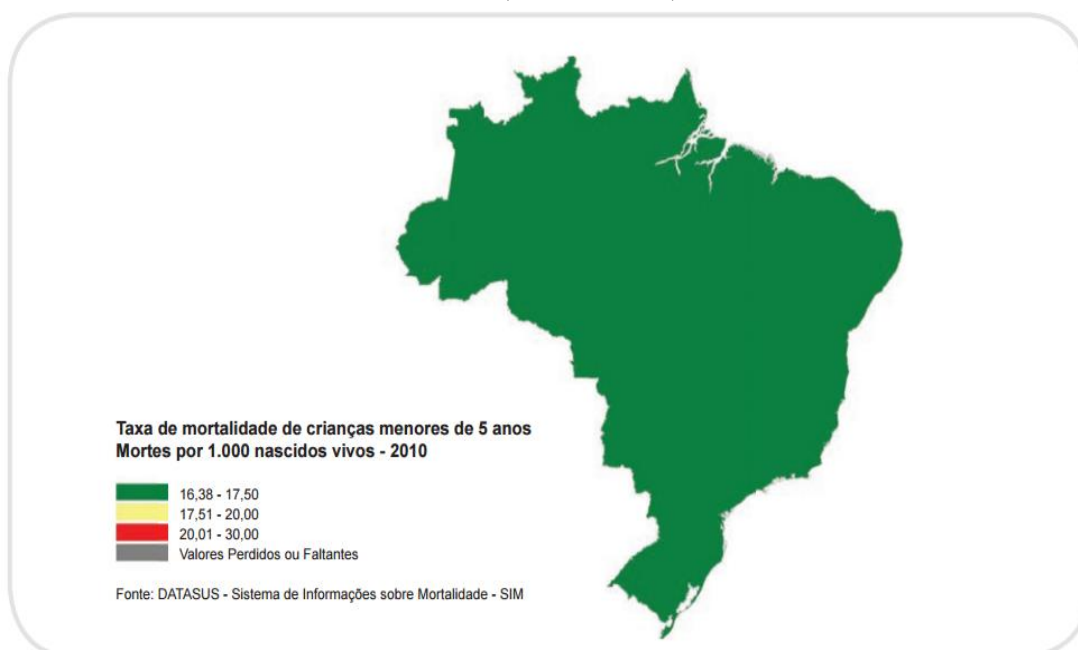 Taxa de mortalidade de crianças menores de 5 anos
Mortes por 1.000 nascidos vivos - 2010
16,38 - 17,50
17,51 - 20,00
20,01 - 30,00
Valores Perdidos ou Faltantes
Fonte: DATASUS - Sistema de Informações sobre Mortalidade - SIM